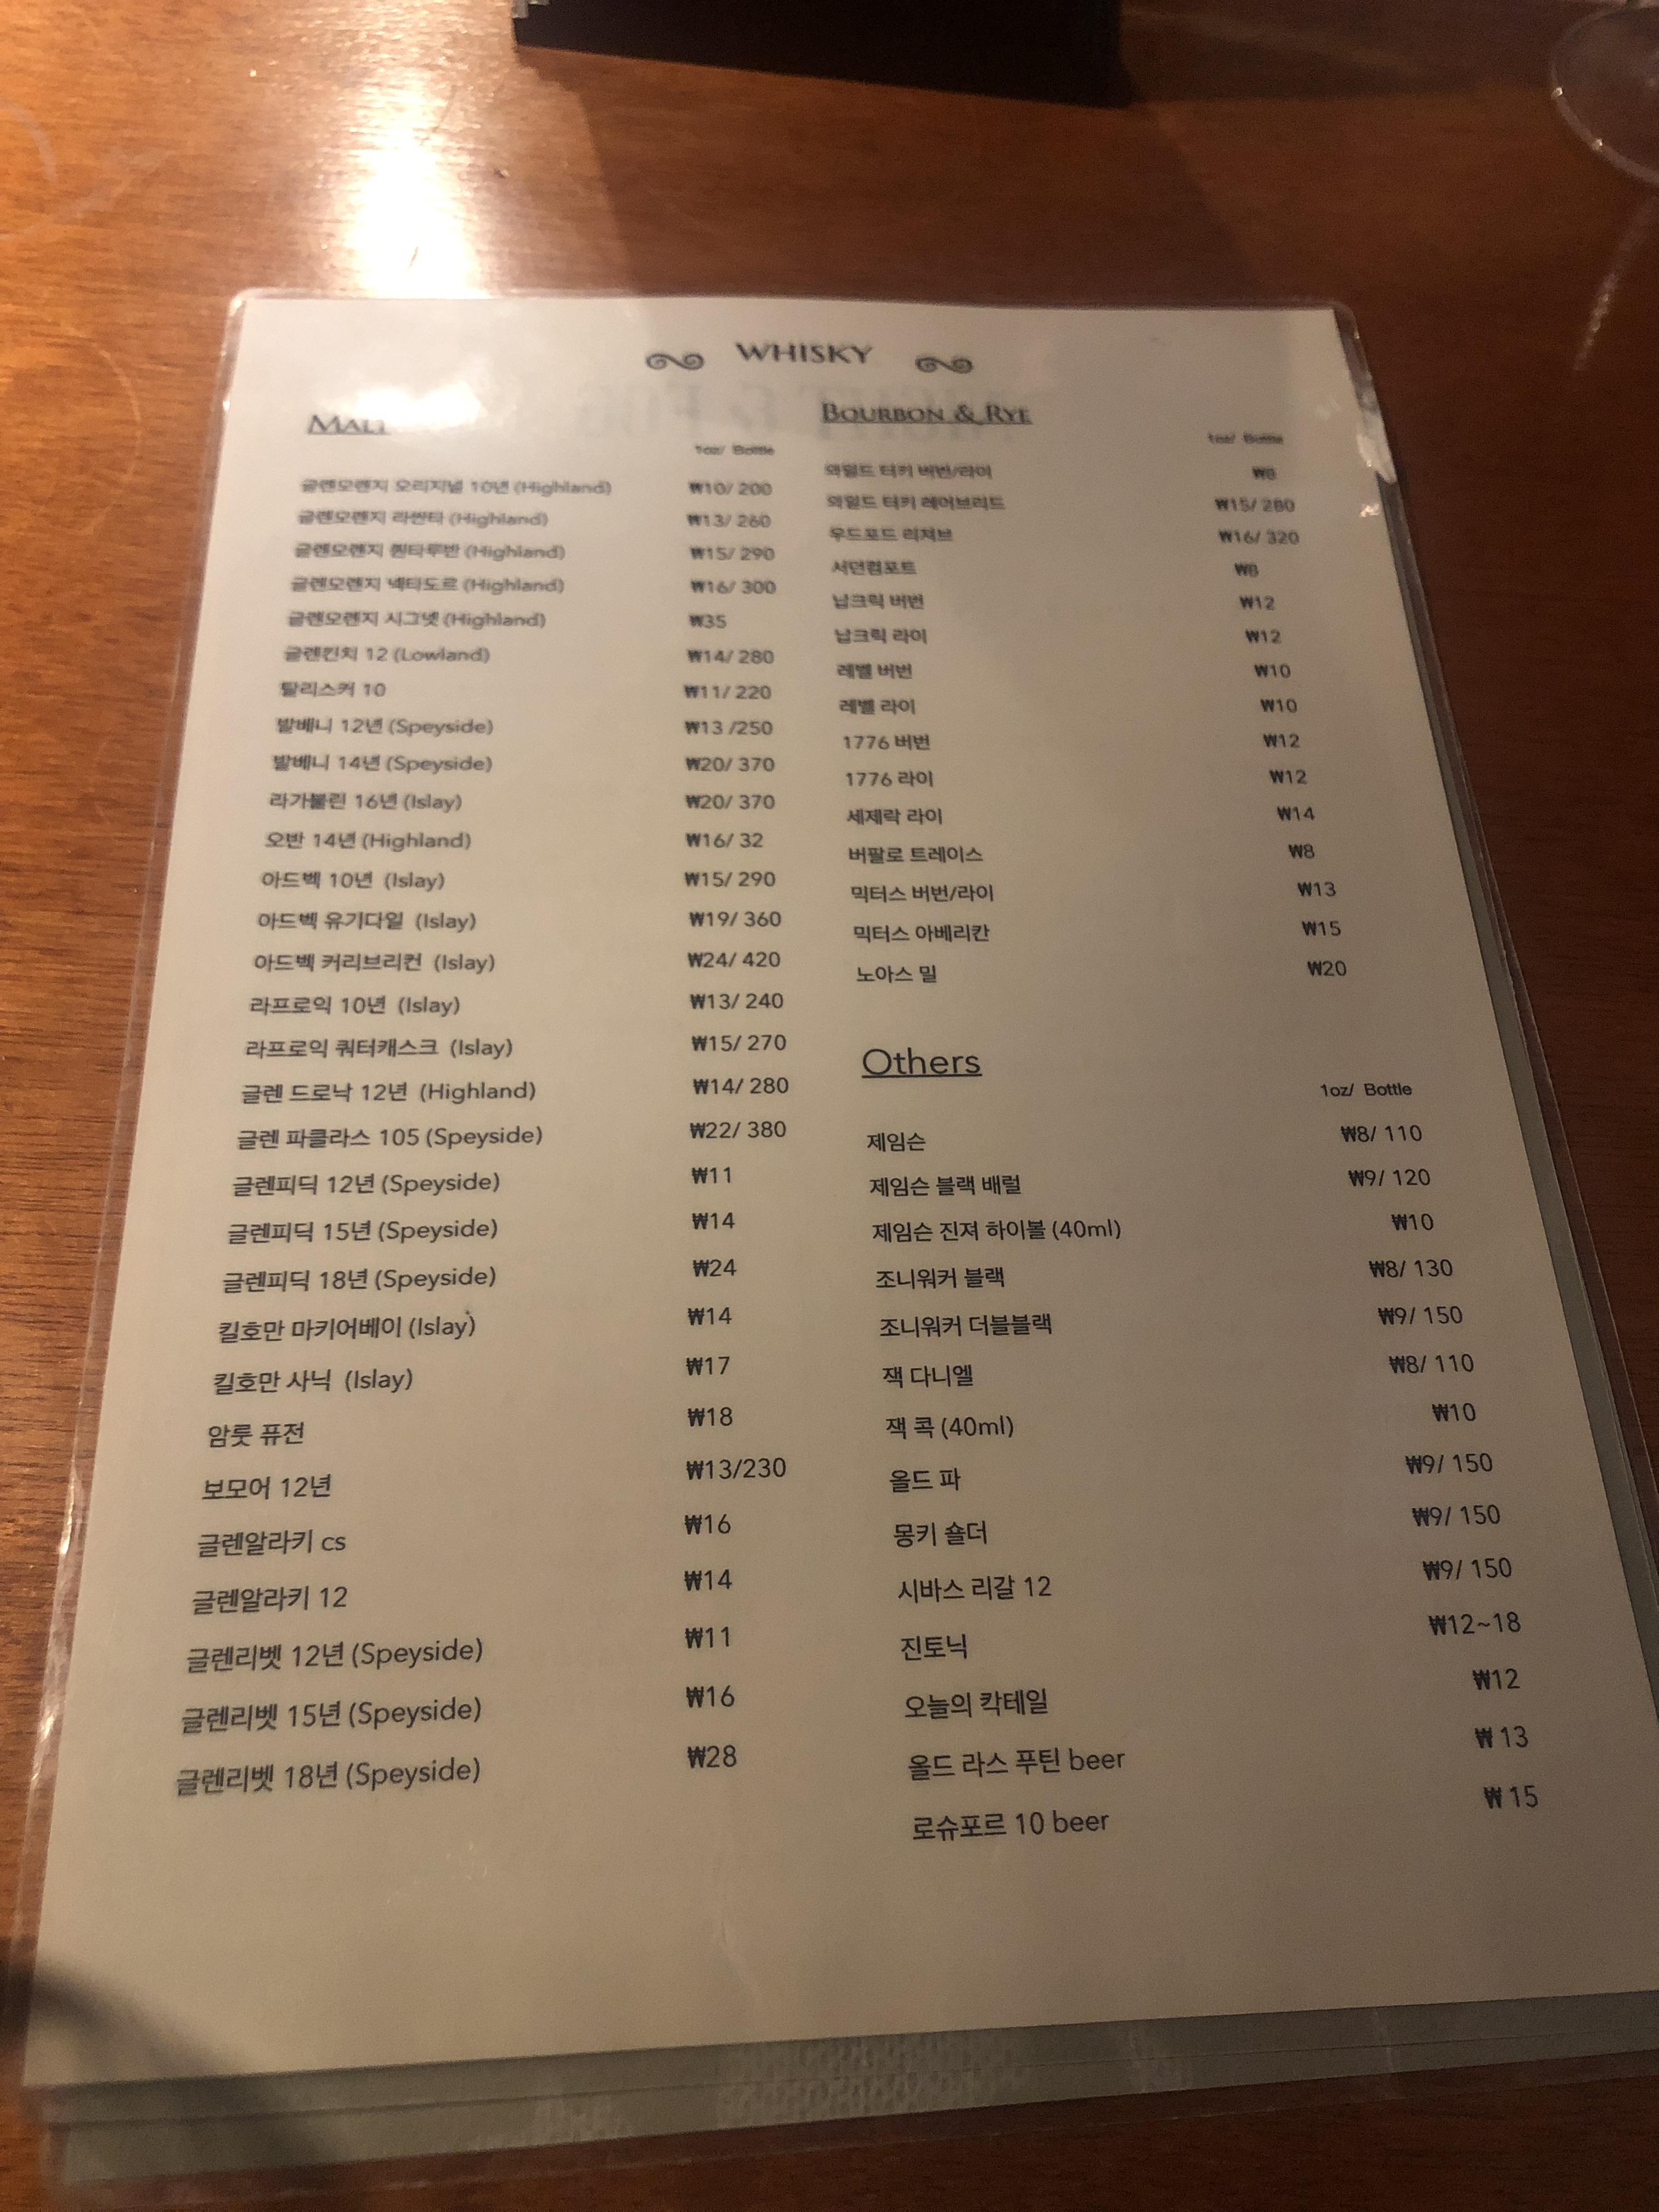 WHISKY
MALT
1oz/ Bottle
글렌모렌지 오리지널 10년 (Highland) ₩10/ 200
글렌모렌지 라싼타 (Highland) ₩13/ 260
글렌모렌지 퀸타루반 (Highland) ₩15/ 290
글렌모렌지 넥타도르 (Highland) ₩16/ 300
글렌모렌지 시그넷 (Highland) ₩35
글렌킨치 12 (Lowland) ₩14/ 280
탈리스커 10 ₩11/ 220
발베니 12년 (Speyside) ₩13 /250
발베니 14년 (Speyside) ₩20/ 370
라가불린 16년 (Islay) ₩20/ 370
오반 14년 (Highland) ₩16/ 32
아드벡 10년 (Islay) ₩15/ 290
아드벡 유기다일 (Islay) ₩19/ 360
아드벡 커리브리컨 (Islay) ₩24/ 420
라프로익 10년 (Islay) ₩13/ 240
라프로익 쿼터캐스크 (Islay) ₩15/ 270
글렌 드로낙 12년 (Highland) ₩14/ 280
글렌 파클라스 105 (Speyside) ₩22/ 380
글렌피딕 12년 (Speyside) ₩11
글렌피딕 15년 (Speyside) ₩14
글렌피딕 18년 (Speyside) ₩24
킬호만 마키어베이 (Islay) ₩14
킬호만 사닉 (Islay) ₩17
암룻 퓨전 ₩18
보모어 12년 ₩13/230
글렌알라키 cs ₩16
글렌알라키 12 ₩14
글렌리벳 12년 (Speyside) ₩11
글렌리벳 15년 (Speyside) ₩16
글렌리벳 18년 (Speyside) ₩28
BOURBON & RYE
1oz/ Bottle
와일드 터키 버번/라이 ₩8
와일드 터키 레어브리드 ₩15/ 280
우드포드 리져브 ₩16/ 320
서던컴포트 ₩8
납크릭 버번 ₩12
납크릭 라이 ₩12
레벨 버번 ₩10
레벨 라이 ₩10
1776 버번 ₩12
1776 라이 ₩12
세제락 라이 ₩14
버팔로 트레이스 ₩8
믹터스 버번/라이 ₩13
믹터스 아베리칸 ₩15
노아스 밀 ₩20
Others
1oz/ Bottle
제임슨 ₩8/ 110
제임슨 블랙 배럴 ₩9/ 120
제임슨 진져 하이볼 (40ml) ₩10
조니워커 블랙 ₩8/ 130
조니워커 더블블랙 ₩9/ 150
잭 다니엘 ₩8/ 110
잭 콕 (40ml) ₩10
올드 파 ₩9/ 150
몽키 숄더 ₩9/ 150
시바스 리갈 12 ₩9/ 150
진토닉 ₩12~18
오늘의 칵테일 ₩12
올드 라스 푸틴 beer ₩ 13
로슈포르 10 beer ₩ 15